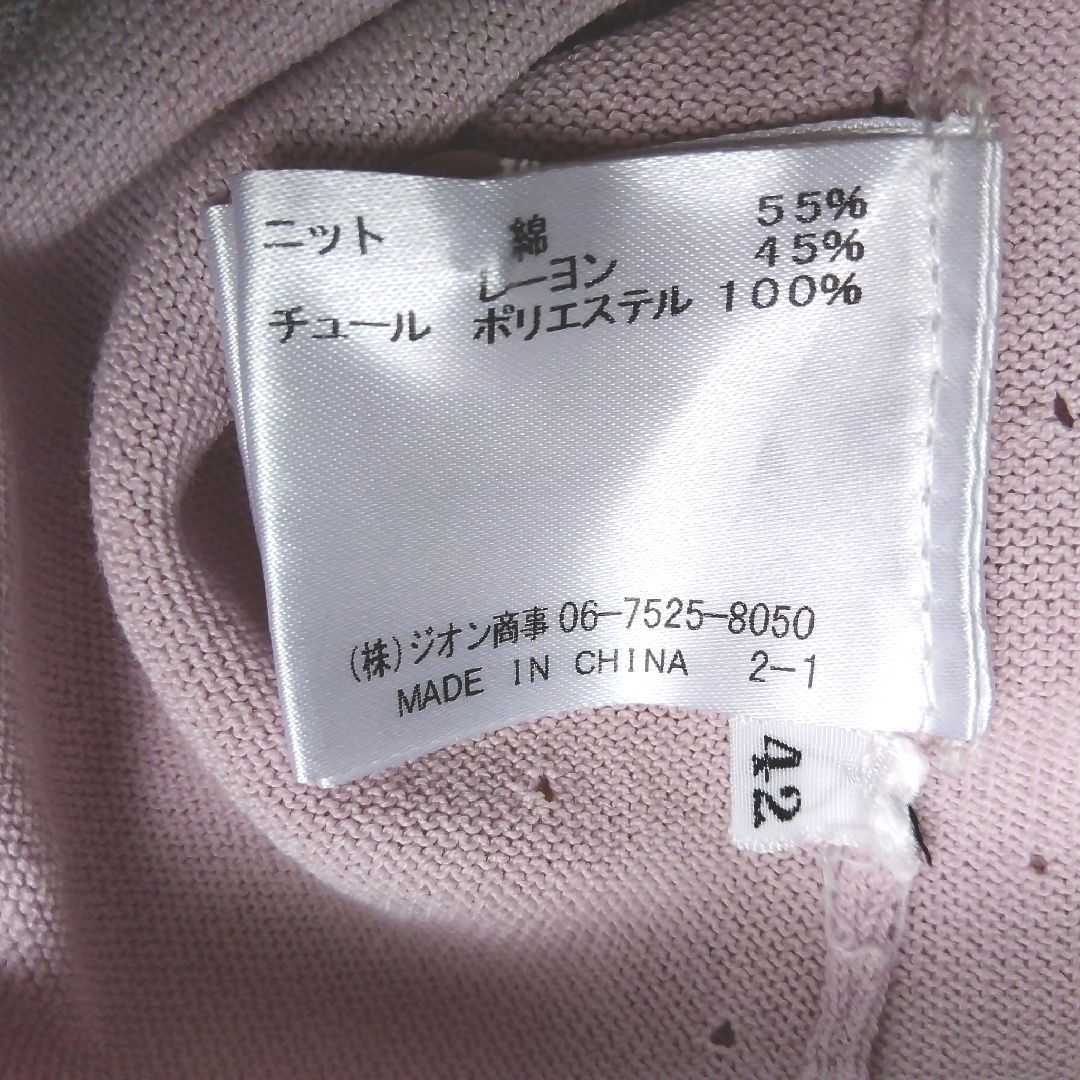 ニット 綿 55%
レーヨン 45%
チュール ポリエステル 100%
(株)ジオン商事 06-7525-8050
MADE IN CHINA 2-1
42